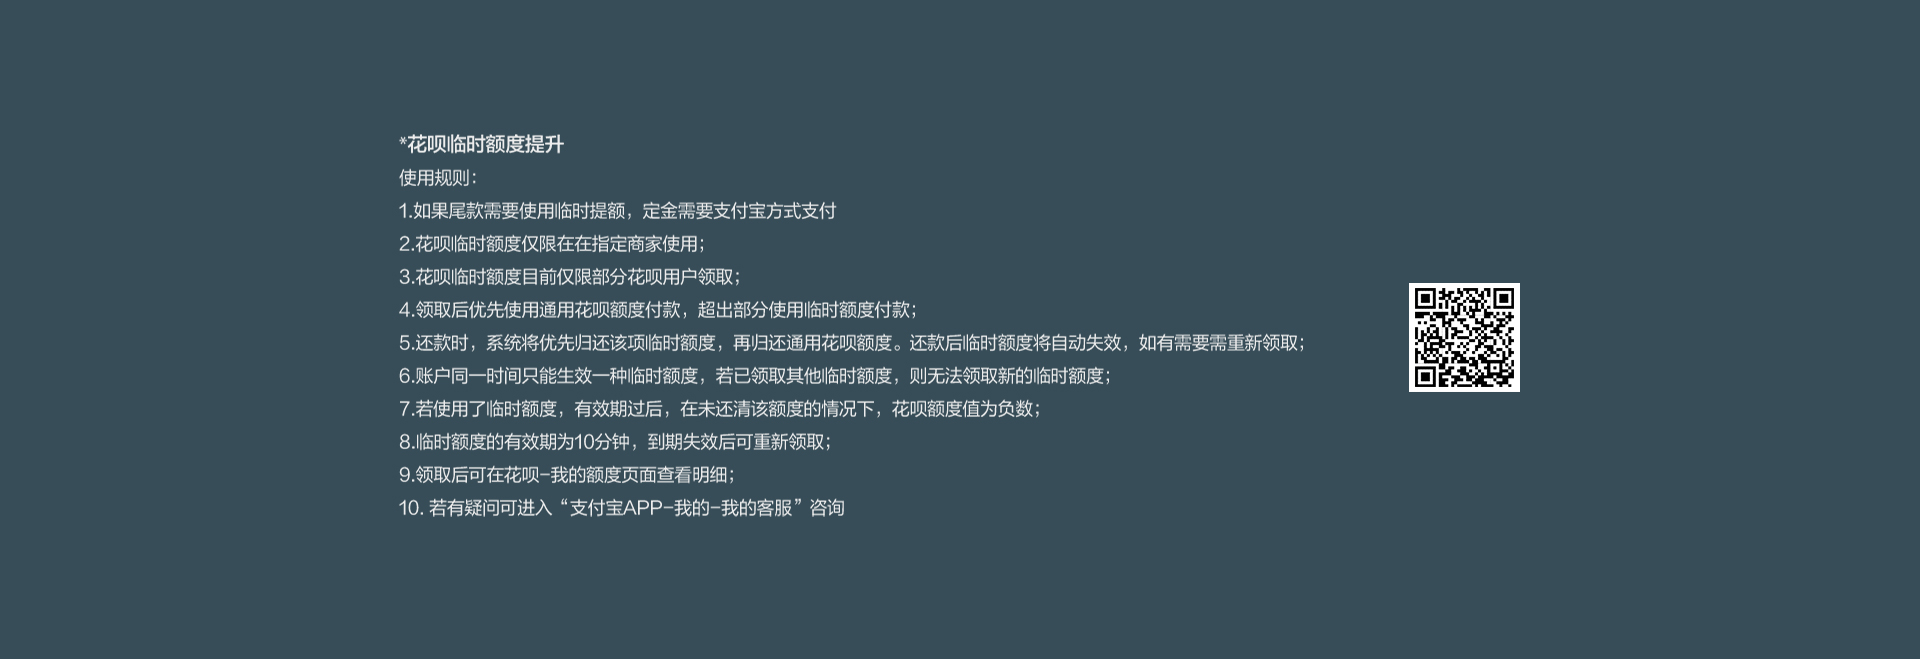 *花呗临时额度提升
使用规则：
1.如果尾款需要使用临时提额，定金需要支付宝方式支付
2.花呗临时额度仅限在在指定商家使用；
3.花呗临时额度目前仅限部分花呗用户领取；
4.领取后优先使用通用花呗额度付款，超出部分使用临时额度付款；
5.还款时，系统将优先归还该项临时额度，再归还通用花呗额度。还款后临时额度将自动失效，如有需要需重新领取；
6.账户同一时间只能生效一种临时额度，若已领取其他临时额度，则无法领取新的临时额度；
7.若使用了临时额度，有效期过后，在未还清该额度的情况下，花呗额度值为负数；
8.临时额度的有效期为10分钟，到期失效后可重新领取；
9.领取后可在花呗-我的额度页面查看明细；
10. 若有疑问可进入“支付宝APP-我的-我的客服”咨询